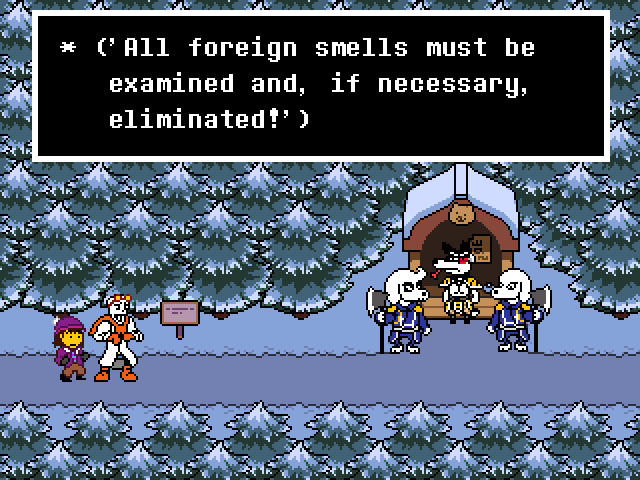 * ('All foreign smells must be
examined and, if necessary,
eliminated!')